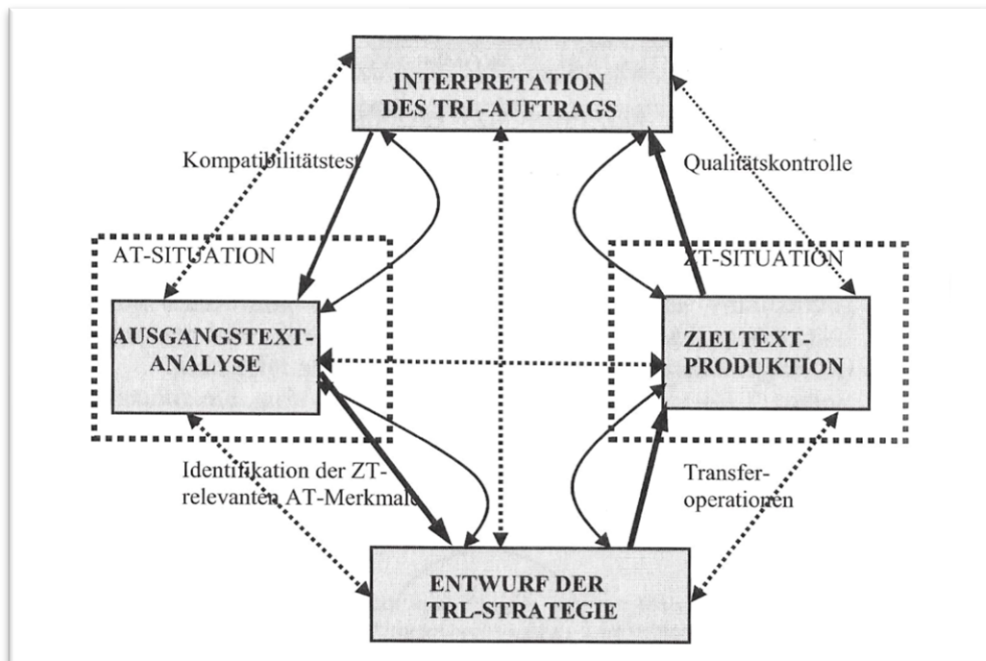 INTERPRETATION
DES TRL-AUFTRAGS
Kompatibilitätstest
Qualitätskontrolle
AT-SITUATION
ZT-SITUATION
AUSGANGSTEXT-
ANALYSE
ZIELTEXT-
PRODUKTION
Identifikation der ZT-
relevanten AT-Merkmale
Transfer-
operationen
ENTWURF DER
TRL-STRATEGIE